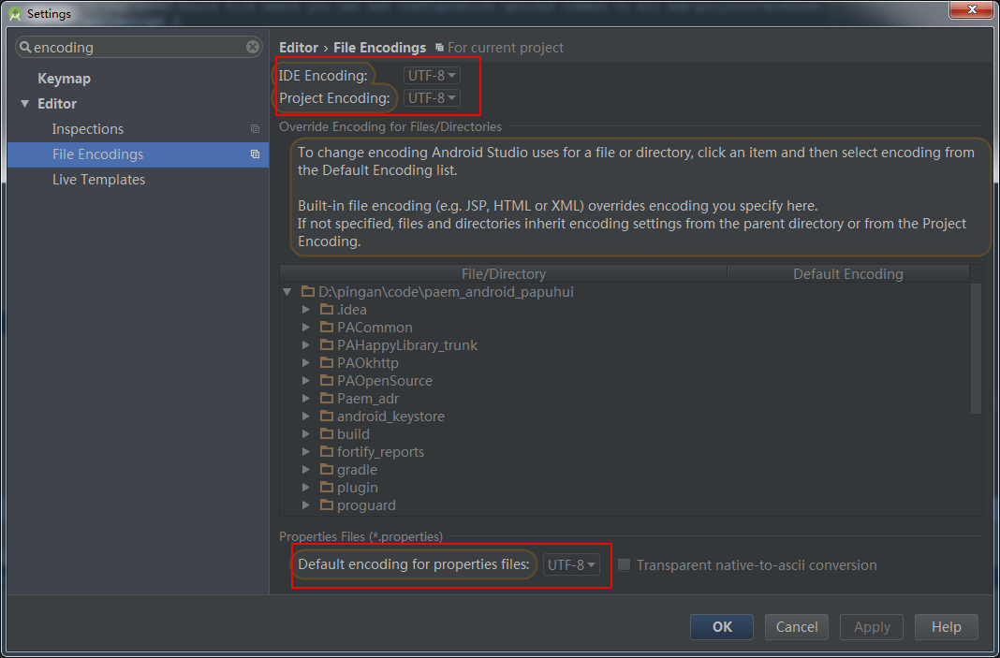 Settings
encoding
Keymap
Editor
Inspections
File Encodings
Live Templates
Editor › File Encodings For current project
IDE Encoding: UTF-8
Project Encoding: UTF-8
Override Encoding for Files/Directories
To change encoding Android Studio uses for a file or directory, click an item and then select encoding from
the Default Encoding list.
Built-in file encoding (e.g. JSP, HTML or XML) overrides encoding you specify here.
If not specified, files and directories inherit encoding settings from the parent directory or from the Project
Encoding.
File/Directory Default Encoding
D:\pingan\code\paem_android_papuhui
.idea
PACommon
PAHappyLibrary_trunk
PAOkhttp
PAOpenSource
Paem_adr
android_keystore
build
fortify_reports
gradle
plugin
proguard
Properties Files (*.properties)
Default encoding for properties files: UTF-8 Transparent native-to-ascii conversion
OK Cancel Apply Help